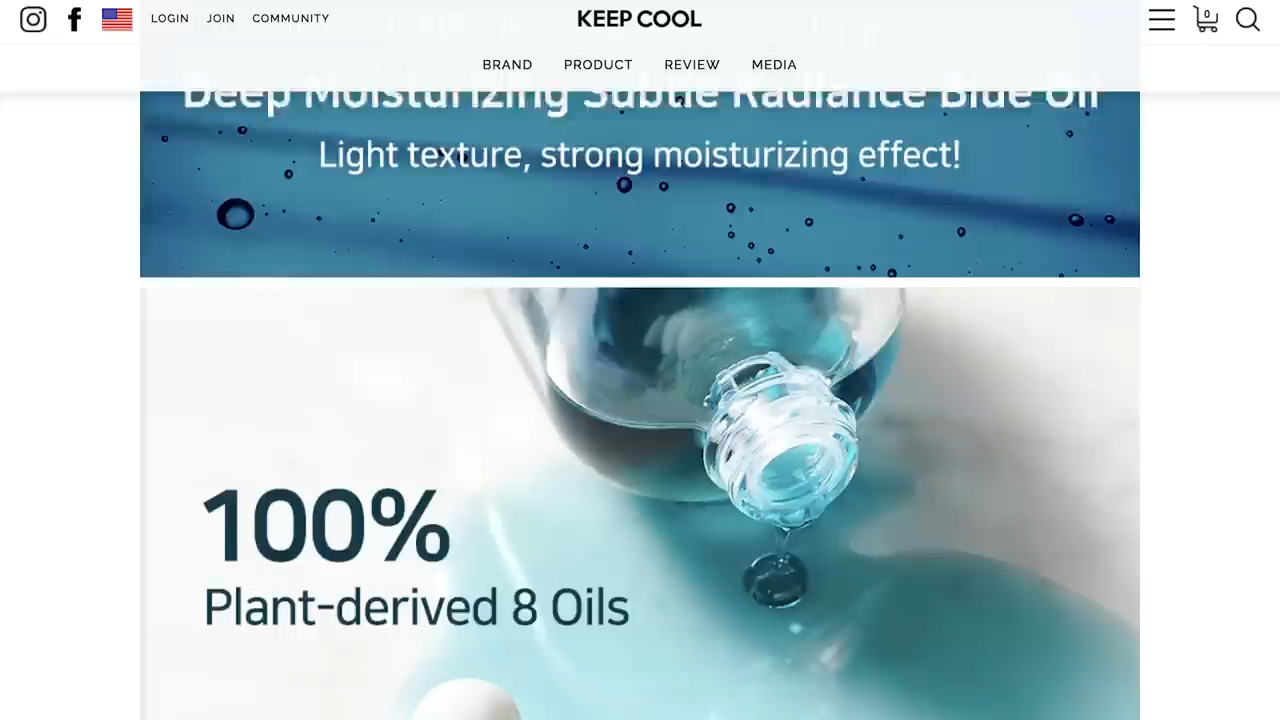 LOGIN JOIN COMMUNITY
KEEP COOL
0
BRAND PRODUCT REVIEW MEDIA
Deep Moisturizing Subtle Radiance Blue Oil
Light texture, strong moisturizing effect!
100%
Plant-derived 8 Oils